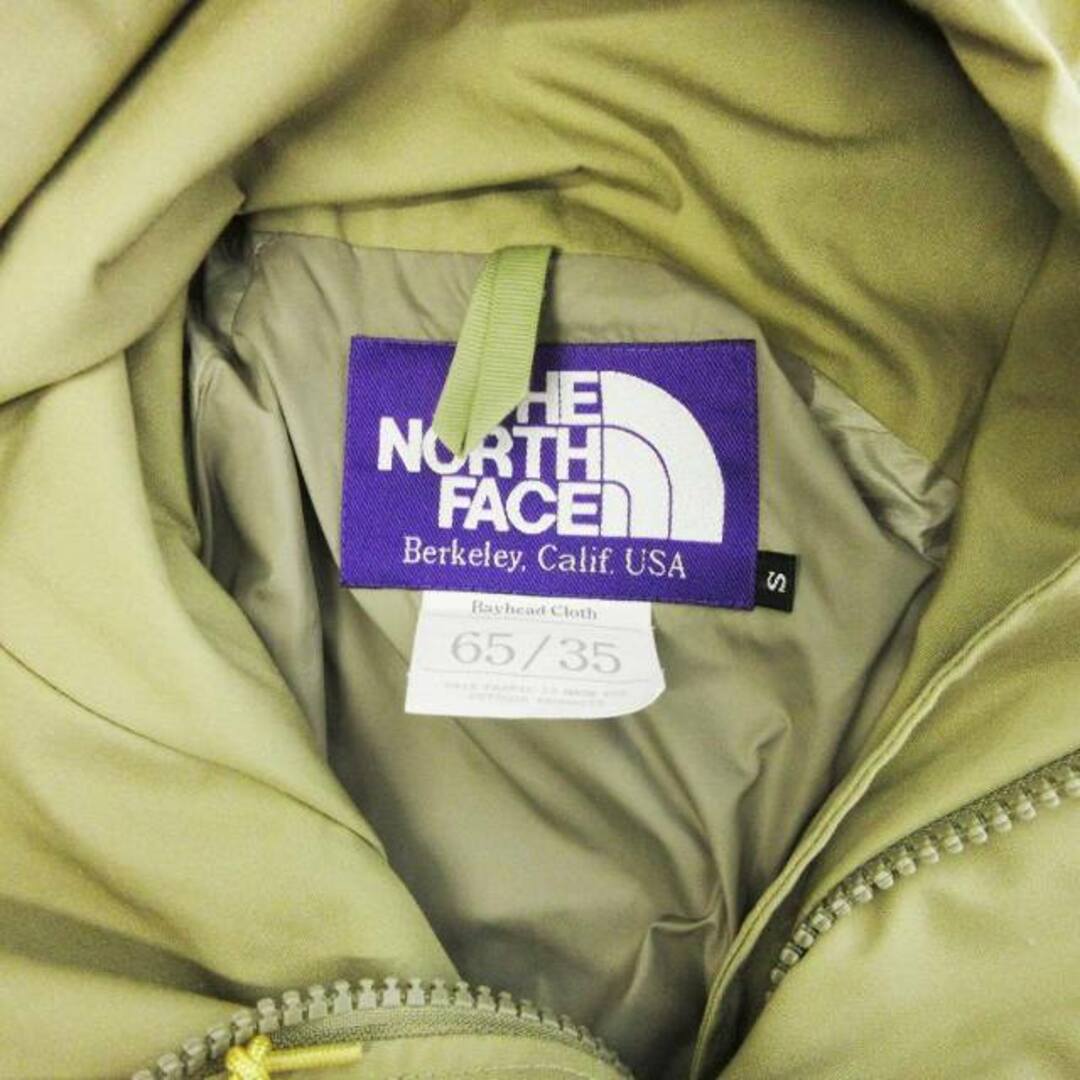 THE
NORTH
FACE
Berkeley, Calif. USA
S
Bayhead Cloth
65/35